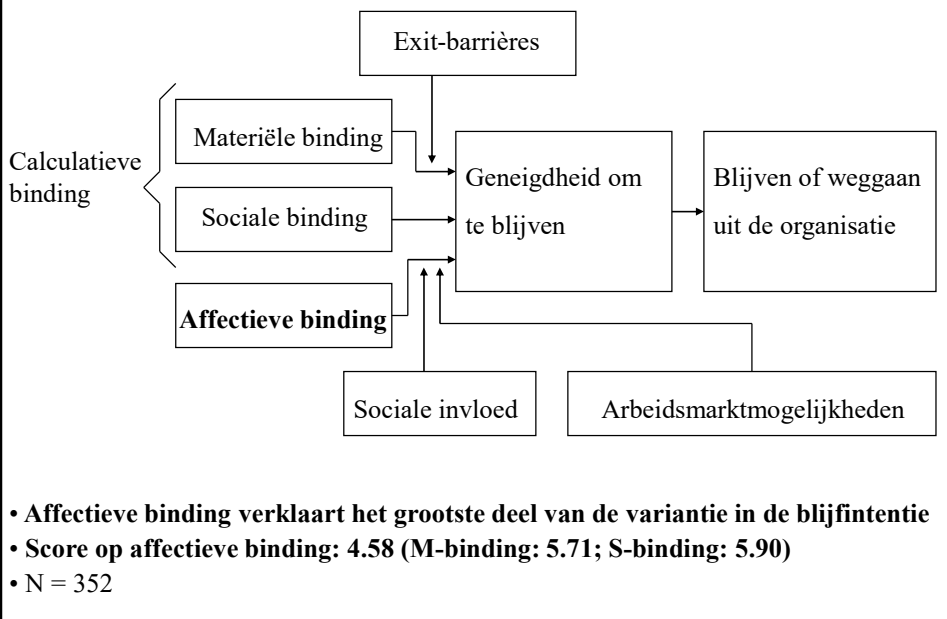 Exit-barrières
Calculatieve
binding
Materiële binding
Sociale binding
Affectieve binding
Geneigdheid om
te blijven
Blijven of weggaan
uit de organisatie
Sociale invloed
Arbeidsmarktmogelijkheden
• Affectieve binding verklaart het grootste deel van de variantie in de blijfintentie
• Score op affectieve binding: 4.58 (M-binding: 5.71; S-binding: 5.90)
• N = 352